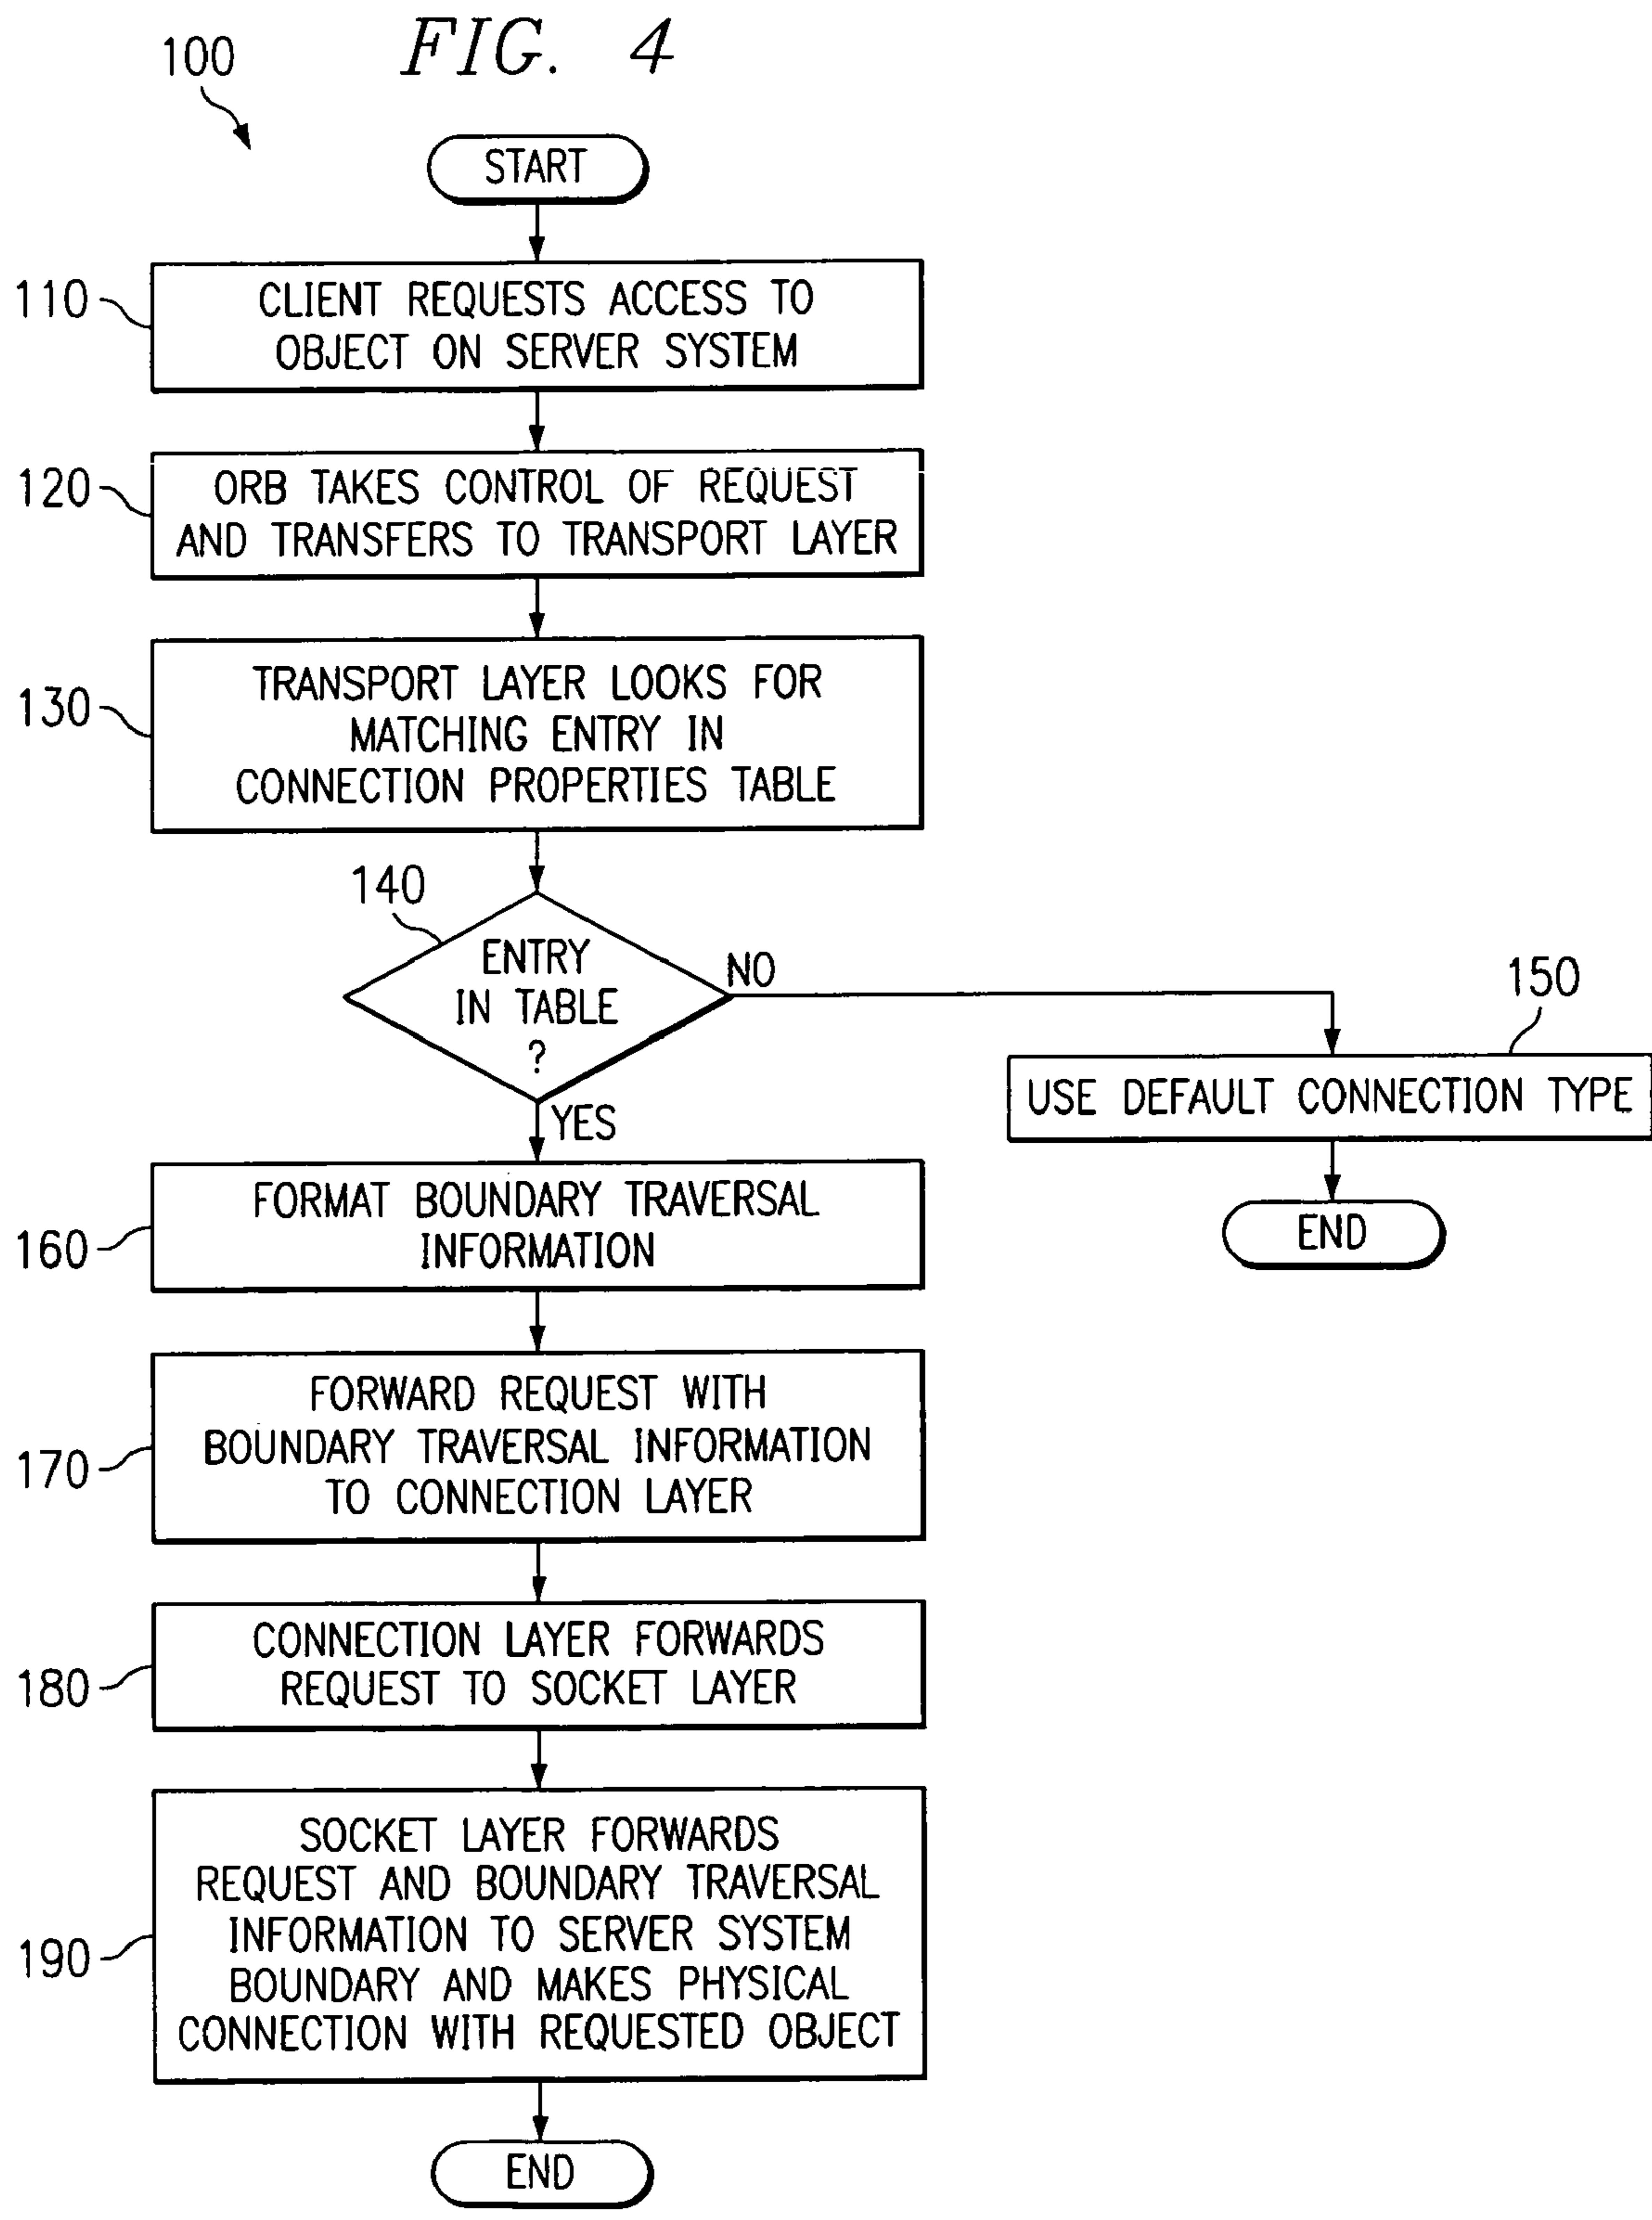 FIG. 4
100
START
110
CLIENT REQUESTS ACCESS TO
OBJECT ON SERVER SYSTEM
120
ORB TAKES CONTROL OF REQUEST
AND TRANSFERS TO TRANSPORT LAYER
130
TRANSPORT LAYER LOOKS FOR
MATCHING ENTRY IN
CONNECTION PROPERTIES TABLE
140
ENTRY
IN TABLE
?
NO
150
USE DEFAULT CONNECTION TYPE
END
YES
160
FORMAT BOUNDARY TRAVERSAL
INFORMATION
170
FORWARD REQUEST WITH
BOUNDARY TRAVERSAL INFORMATION
TO CONNECTION LAYER
180
CONNECTION LAYER FORWARDS
REQUEST TO SOCKET LAYER
190
SOCKET LAYER FORWARDS
REQUEST AND BOUNDARY TRAVERSAL
INFORMATION TO SERVER SYSTEM
BOUNDARY AND MAKES PHYSICAL
CONNECTION WITH REQUESTED OBJECT
END